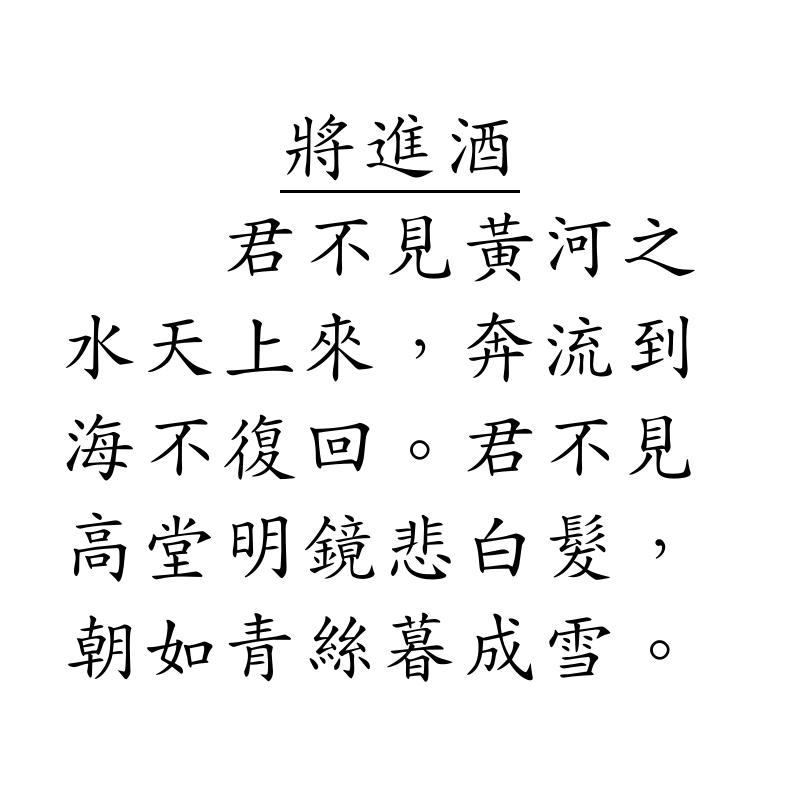 將進酒
君不見黃河之
水天上來，奔流到
海不復回。君不見
高堂明鏡悲白髮，
朝如青絲暮成雪。